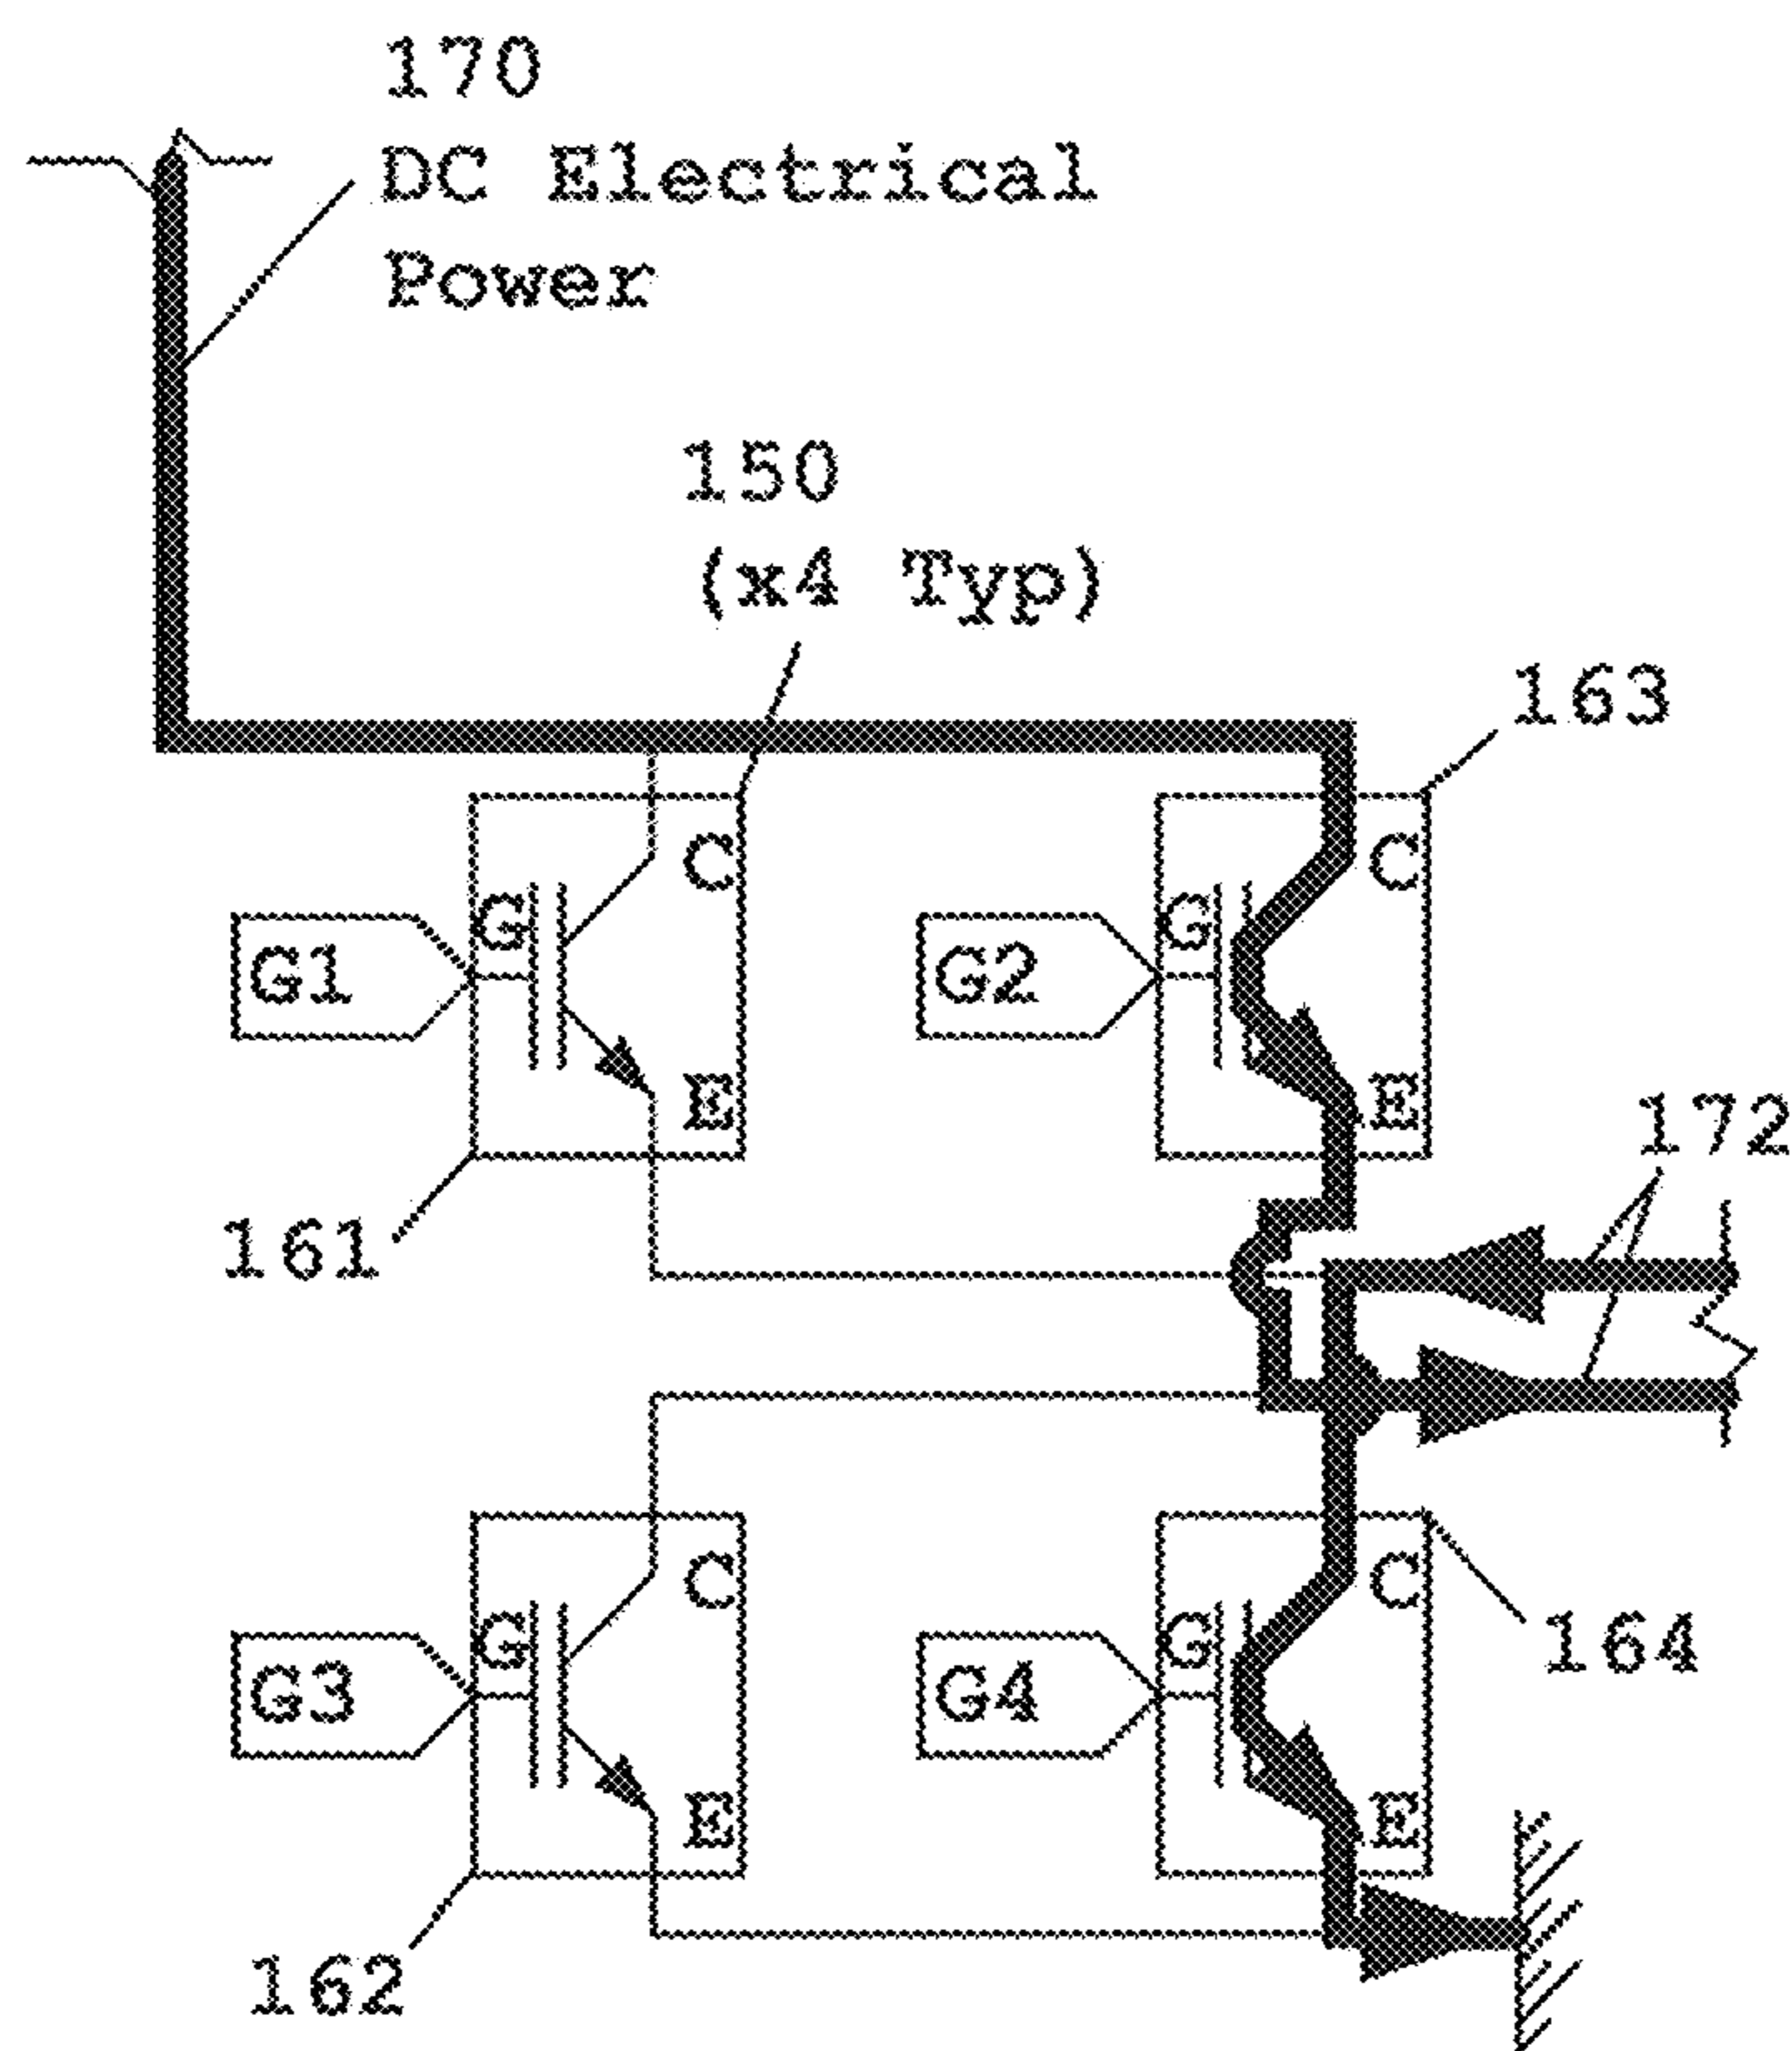 170
DC Electrical
Power
150
(x4 Typ)
163
C
C
G
G
G1
G2
E
E
172
161
C
C
G
G
164
G3
G4
E
E
162